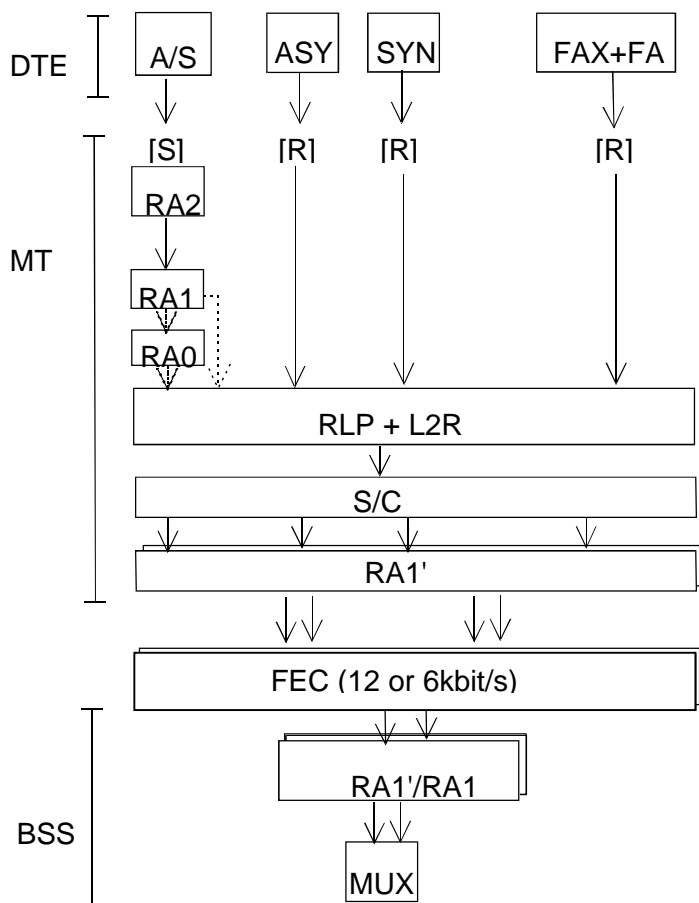 DTE
A/S ASY SYN FAX+FA
[S] [R] [R] [R]
RA2
MT
RA1
RA0
RLP + L2R
S/C
RA1'
FEC (12 or 6kbit/s)
RA1'/RA1
BSS
MUX